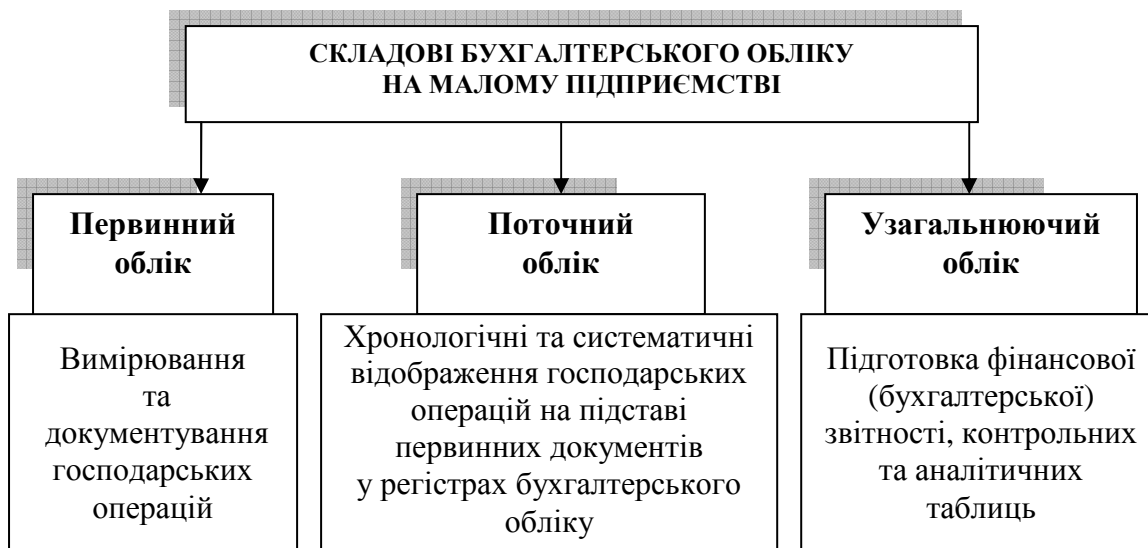 СКЛАДОВІ БУХГАЛТЕРСЬКОГО ОБЛІКУ
НА МАЛОМУ ПІДПРИЄМСТВІ
Первинний
облік
Вимірювання
та
документування
господарських
операцій
Поточний
облік
Хронологічні та систематичні
відображення господарських
операцій на підставі
первинних документів
у регістрах бухгалтерського
обліку
Узагальнюючий
облік
Підготовка фінансової
(бухгалтерської)
звітності, контрольних
та аналітичних
таблиць